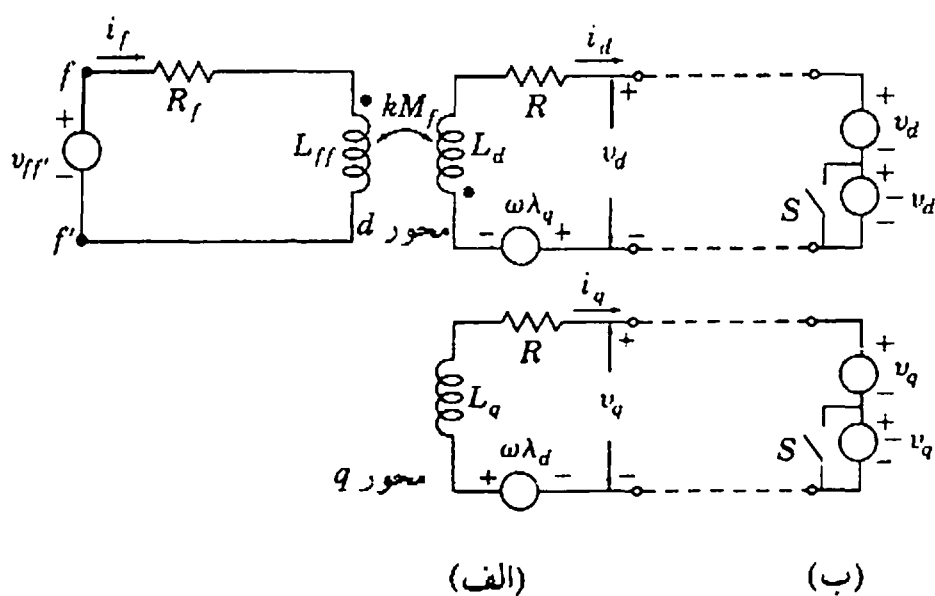 i_f
f
R_f
+
v_ff'
−
f'
L_ff
kM_f
L_d
محور d
i_d
R
+
v_d
−
− ωλ_q +
+
v_d
−
S
+
− v_d
−
i_q
R
+
L_q
v_q
−
محور q
+ ωλ_d −
+
v_q
−
S
+
− v_q
−
(الف)
(ب)